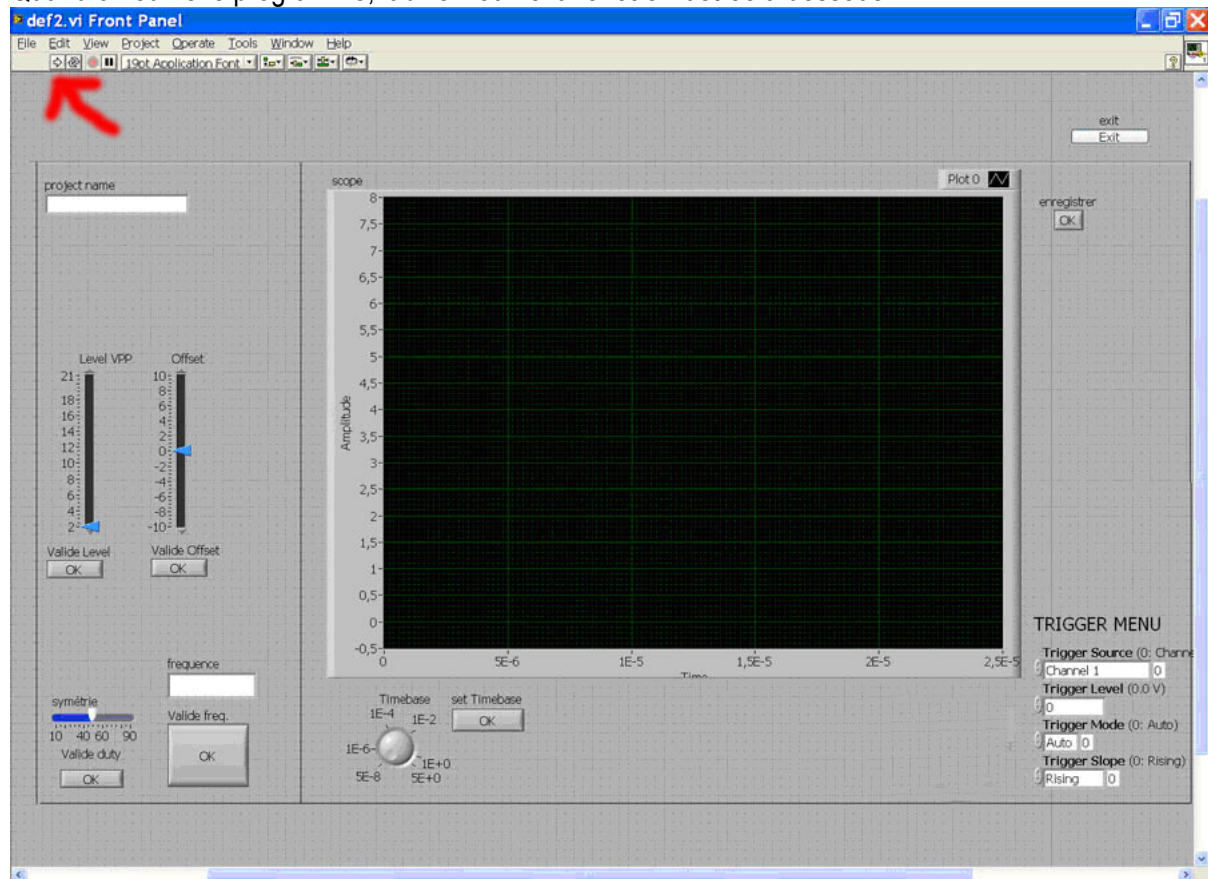 def2.vi Front Panel
File Edit View Project Operate Tools Window Help
19pt Application Font
exit
Exit
project name
scope
Plot 0
enregistrer
OK
8
7,5
7
6,5
6
5,5
5
4,5
4
3,5
3
2,5
2
1,5
1
0,5
0
-0,5
Amplitude
0 5E-6 1E-5 1,5E-5 2E-5 2,5E-5
Level VPP Offset
21
18
16
14
12
10
8
6
4
2
10
8
6
4
2
0
-2
-4
-6
-8
-10
Valide Level Valide Offset
OK OK
frequence
symétrie
10 40 60 90
Valide freq.
Valide duty
OK
OK
Timebase set Timebase
1E-4 1E-2 OK
1E-6
1E+0
5E-8 5E+0
TRIGGER MENU
Trigger Source (0: Channe
Channel 1 0
Trigger Level (0.0 V)
0
Trigger Mode (0: Auto)
Auto 0
Trigger Slope (0: Rising)
Rising 0